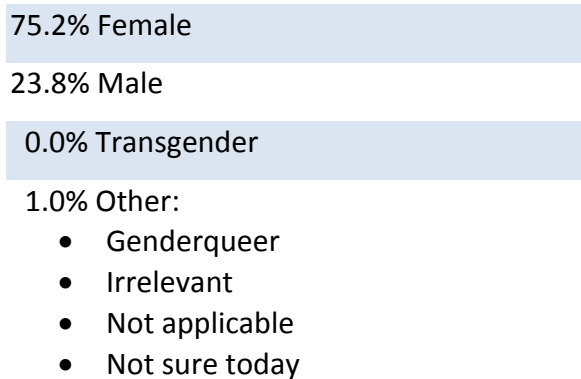 75.2% Female
23.8% Male
0.0% Transgender
1.0% Other:
• Genderqueer
• Irrelevant
• Not applicable
• Not sure today